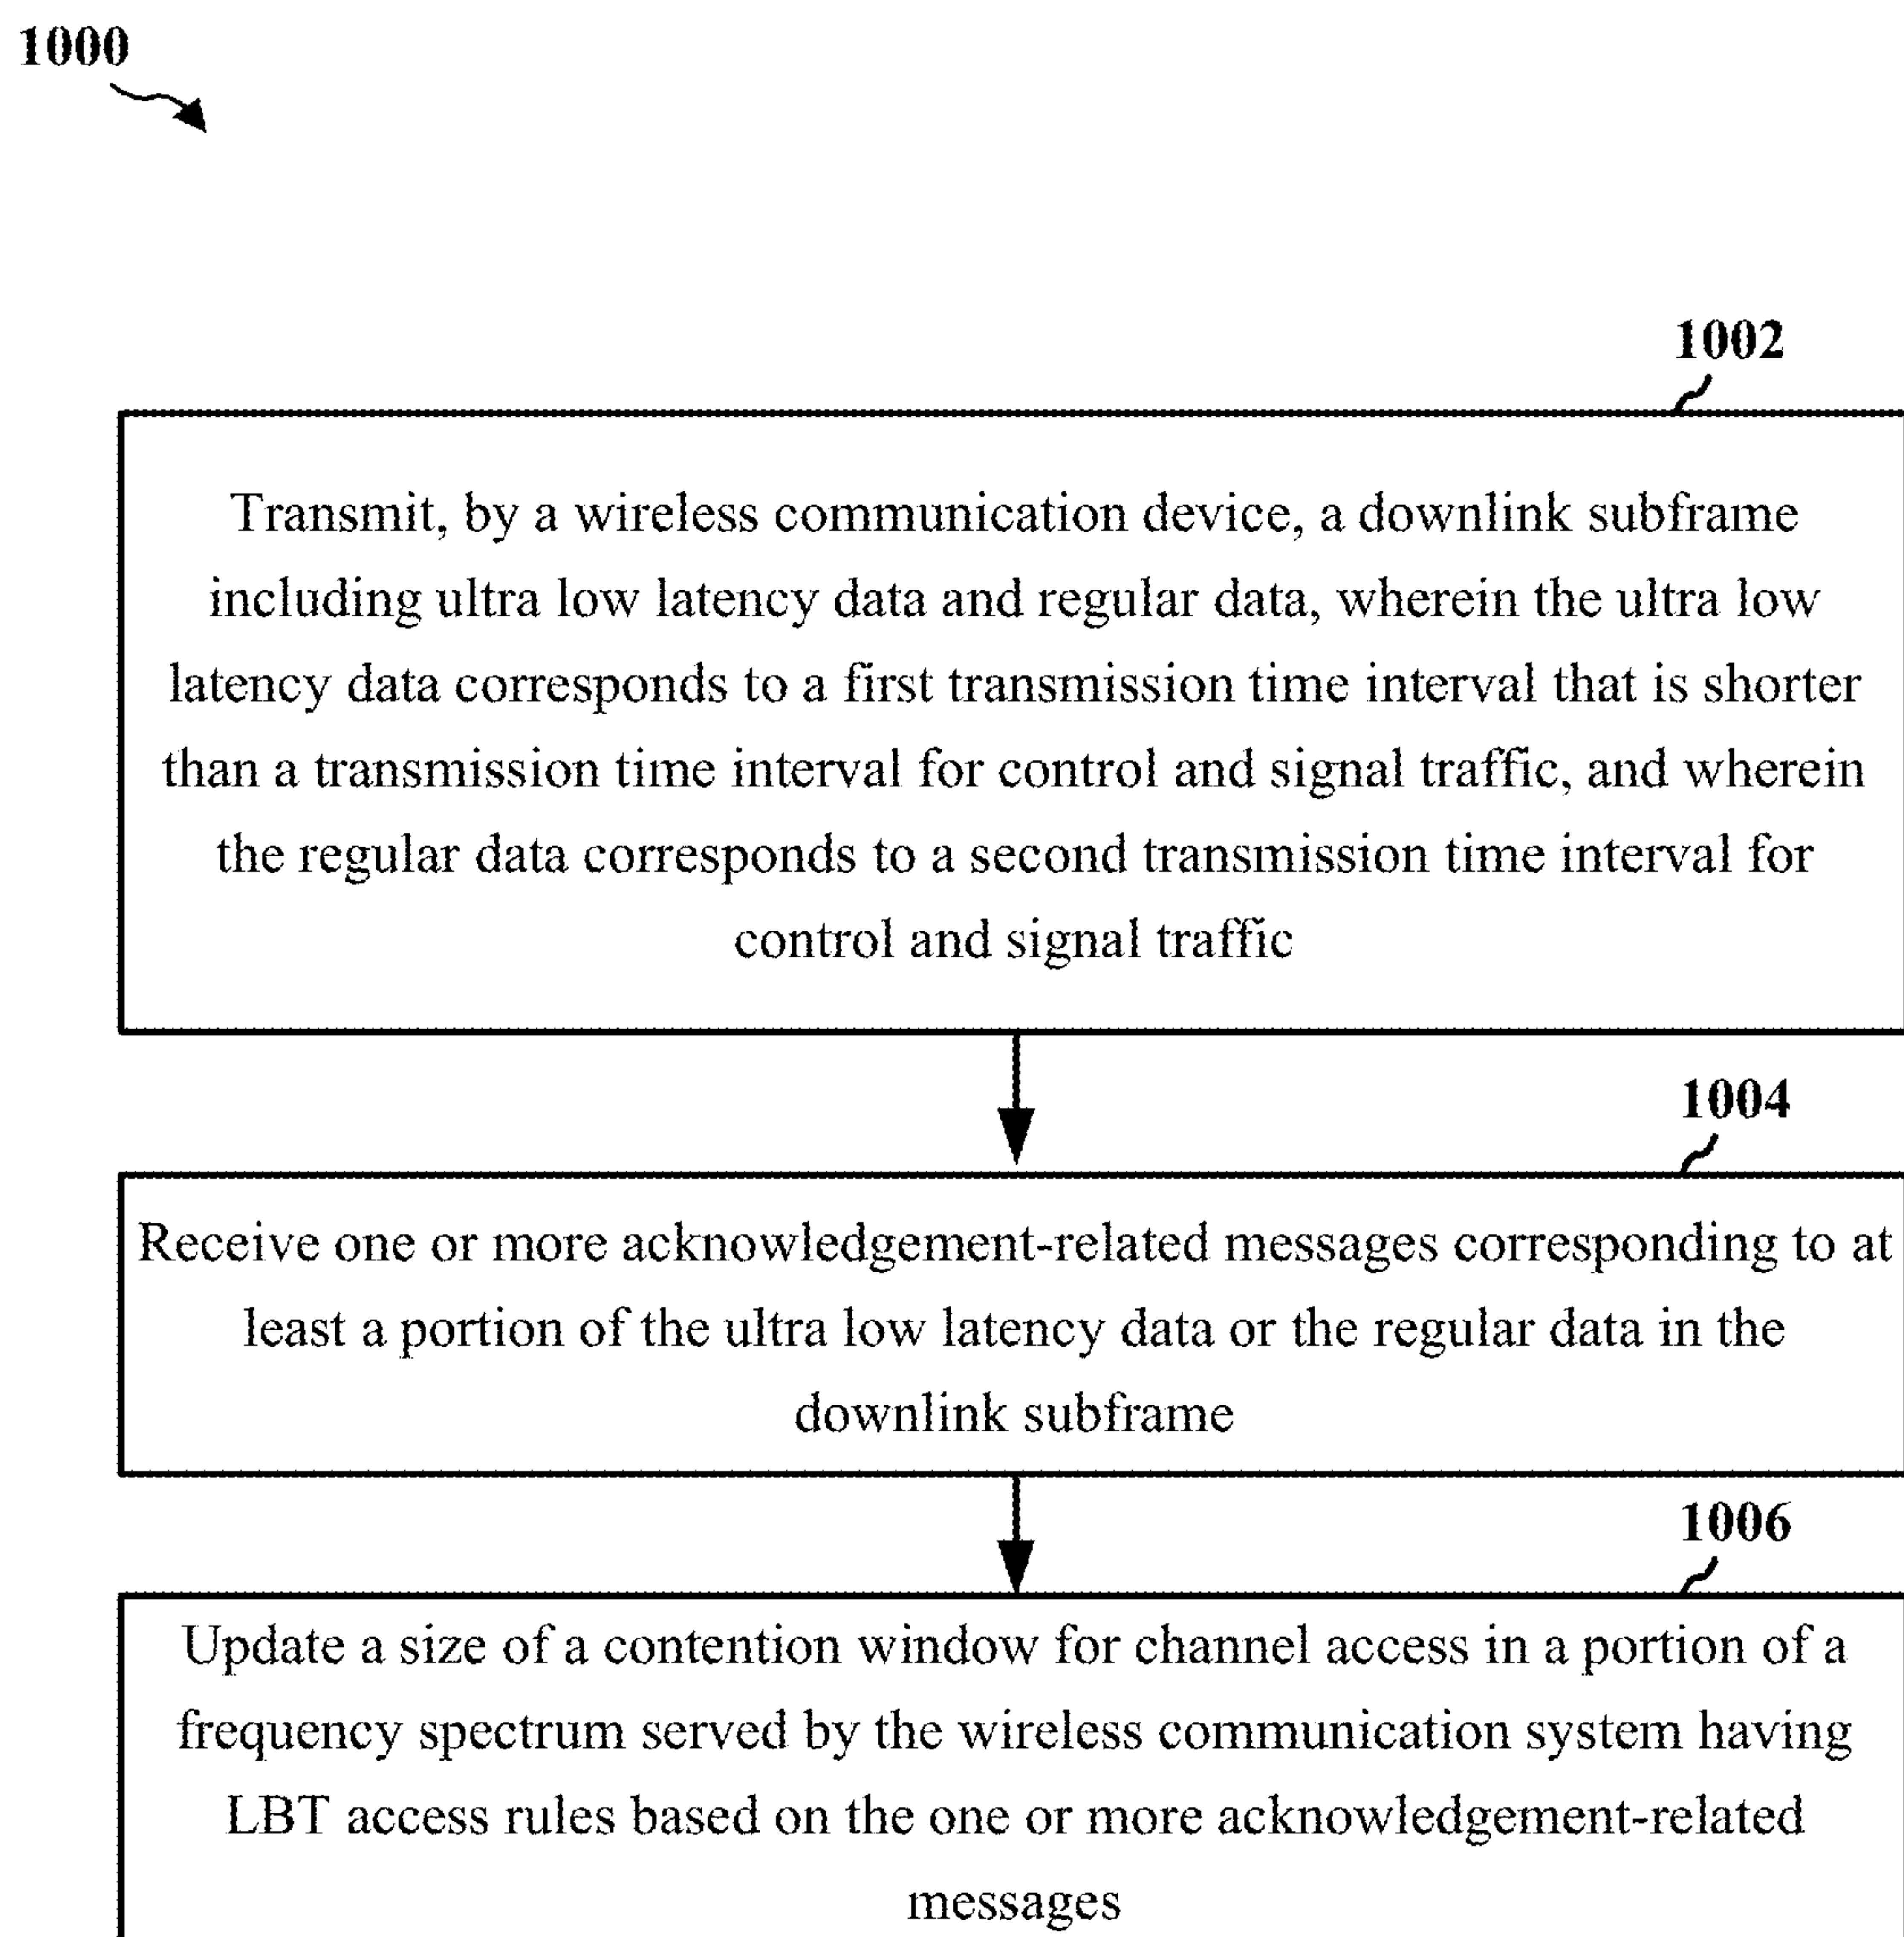 1000
1002
Transmit, by a wireless communication device, a downlink subframe
including ultra low latency data and regular data, wherein the ultra low
latency data corresponds to a first transmission time interval that is shorter
than a transmission time interval for control and signal traffic, and wherein
the regular data corresponds to a second transmission time interval for
control and signal traffic
1004
Receive one or more acknowledgement-related messages corresponding to at
least a portion of the ultra low latency data or the regular data in the
downlink subframe
1006
Update a size of a contention window for channel access in a portion of a
frequency spectrum served by the wireless communication system having
LBT access rules based on the one or more acknowledgement-related
messages